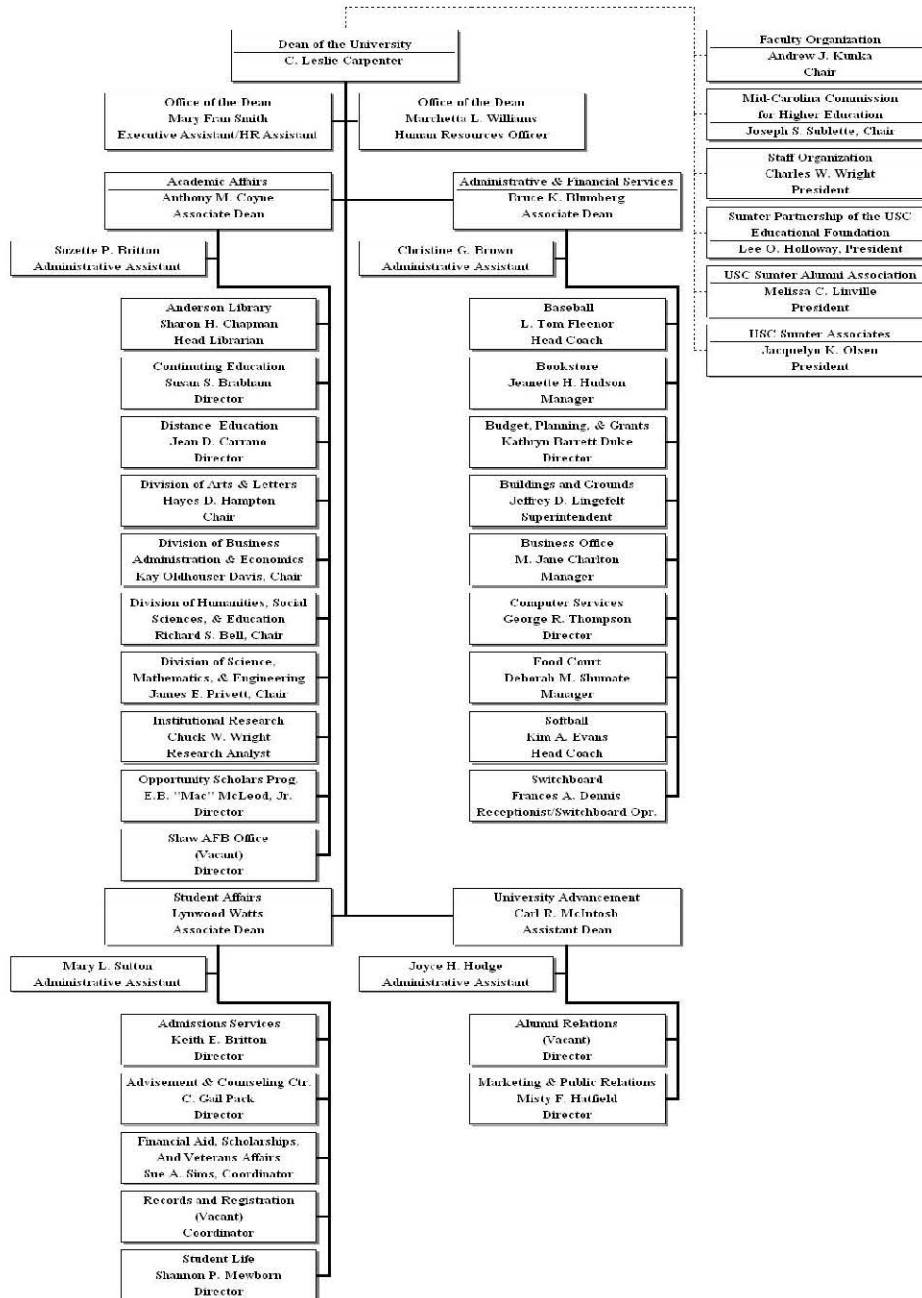 Dean of the University
C. Leslie Carpenter
Office of the Dean
Mary Fran Smith
Executive Assistant/HR Assistant
Office of the Dean
Marchetta L. Williams
Human Resources Officer
Faculty Organization
Andrew J. Kunka
Chair
Mid-Carolina Commission
for Higher Education
Joseph S. Sublette, Chair
Staff Organization
Charles W. Wright
President
Sumter Partnership of the USC
Educational Foundation
Lee O. Holloway, President
USC Sumter Alumni Association
Melissa C. Linville
President
USC Sumter Associates
Jacquelyn K. Olsen
President
Academic Affairs
Anthony M. Coyne
Associate Dean
Suzette P. Britton
Administrative Assistant
Anderson Library
Sharon H. Chapman
Head Librarian
Continuing Education
Susan S. Brabham
Director
Distance Education
Jean D. Carrano
Director
Division of Arts & Letters
Hayes D. Hampton
Chair
Division of Business
Administration & Economics
Kay Oldhouser Davis, Chair
Division of Humanities, Social
Sciences, & Education
Richard S. Bell, Chair
Division of Science,
Mathematics, & Engineering
James E. Privett, Chair
Institutional Research
Chuck W. Wright
Research Analyst
Opportunity Scholars Prog.
E.B. "Mac" McLeod, Jr.
Director
Shaw AFB Office
(Vacant)
Director
Administrative & Financial Services
Bruce K. Blumberg
Associate Dean
Christine G. Brown
Administrative Assistant
Baseball
L. Tom Fleenor
Head Coach
Bookstore
Jeanette H. Hudson
Manager
Budget, Planning, & Grants
Kathryn Barrett Duke
Director
Buildings and Grounds
Jeffrey D. Lingefelt
Superintendent
Business Office
M. Jane Charlton
Manager
Computer Services
George R. Thompson
Director
Food Court
Deborah M. Shumate
Manager
Softball
Kim A. Evans
Head Coach
Switchboard
Frances A. Dennis
Receptionist/Switchboard Opr.
Student Affairs
Lynwood Watts
Associate Dean
Mary L. Sutton
Administrative Assistant
Admissions Services
Keith E. Britton
Director
Advisement & Counseling Ctr.
C. Gail Pack
Director
Financial Aid, Scholarships,
And Veterans Affairs
Sue A. Sims, Coordinator
Records and Registration
(Vacant)
Coordinator
Student Life
Shannon P. Mewborn
Director
University Advancement
Carl R. McIntosh
Assistant Dean
Joyce H. Hodge
Administrative Assistant
Alumni Relations
(Vacant)
Director
Marketing & Public Relations
Misty F. Hatfield
Director